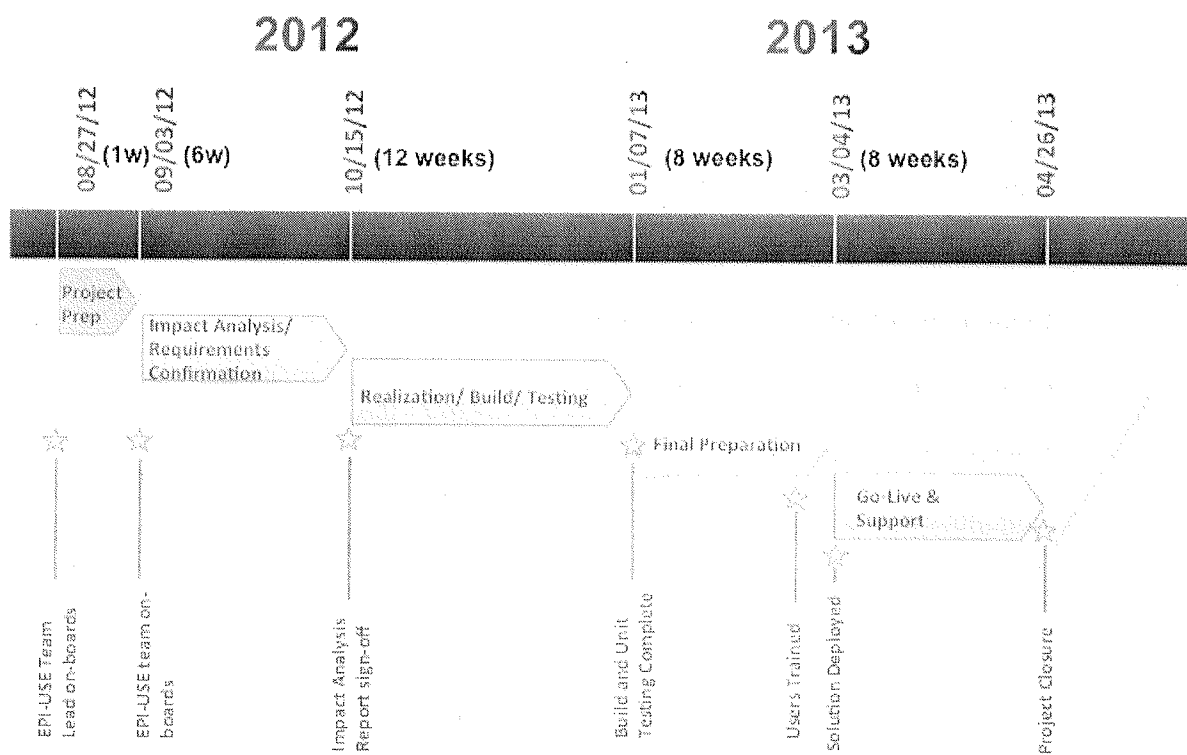 2012
2013
08/27/12
(1w)
09/03/12
(6w)
10/15/12
(12 weeks)
01/07/13
(8 weeks)
03/04/13
(8 weeks)
04/26/13
Project
Prep
Impact Analysis/
Requirements
Confirmation
Realization/ Build/ Testing
Final Preparation
Go-Live &
Support
EPI-USE Team
Lead on-boards
EPI-USE team on-
boards
Impact Analysis
Report sign-off
Build and Unit
Testing Complete
Users Trained
Solution Deployed
Project Closure